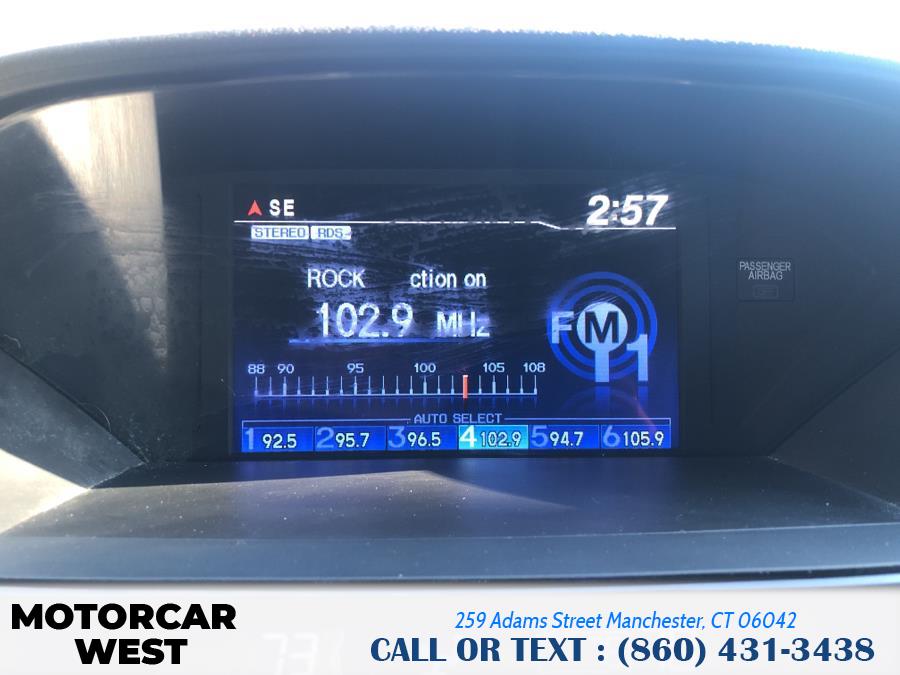 SE
2:57
STEREO RDS
PASSENGER
AIRBAG
ROCK ction on
102.9 MHz
FM1
88 90 95 100 105 108
AUTO SELECT
1 92.5 2 95.7 3 96.5 4 102.9 5 94.7 6 105.9
MOTORCAR
WEST
259 Adams Street Manchester, CT 06042
CALL OR TEXT : (860) 431-3438